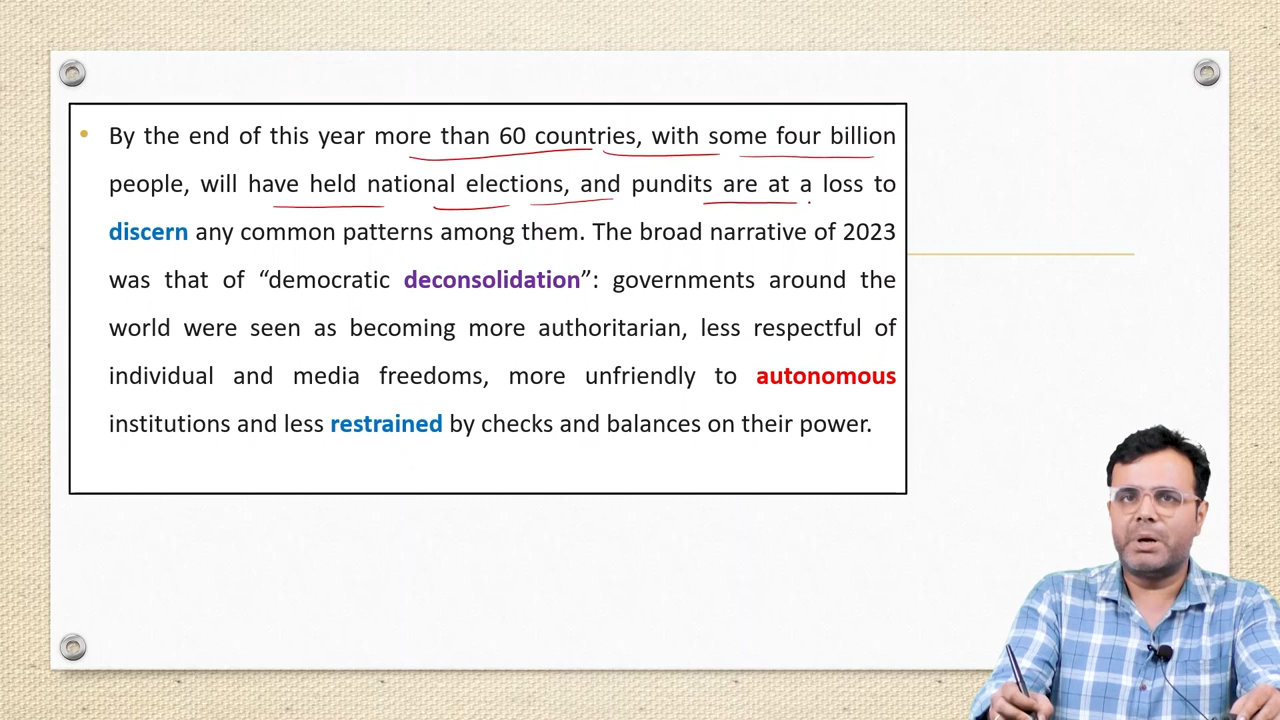 By the end of this year more than 60 countries, with some four billion
people, will have held national elections, and pundits are at a loss to
discern any common patterns among them. The broad narrative of 2023
was that of “democratic deconsolidation”: governments around the
world were seen as becoming more authoritarian, less respectful of
individual and media freedoms, more unfriendly to autonomous
institutions and less restrained by checks and balances on their power.